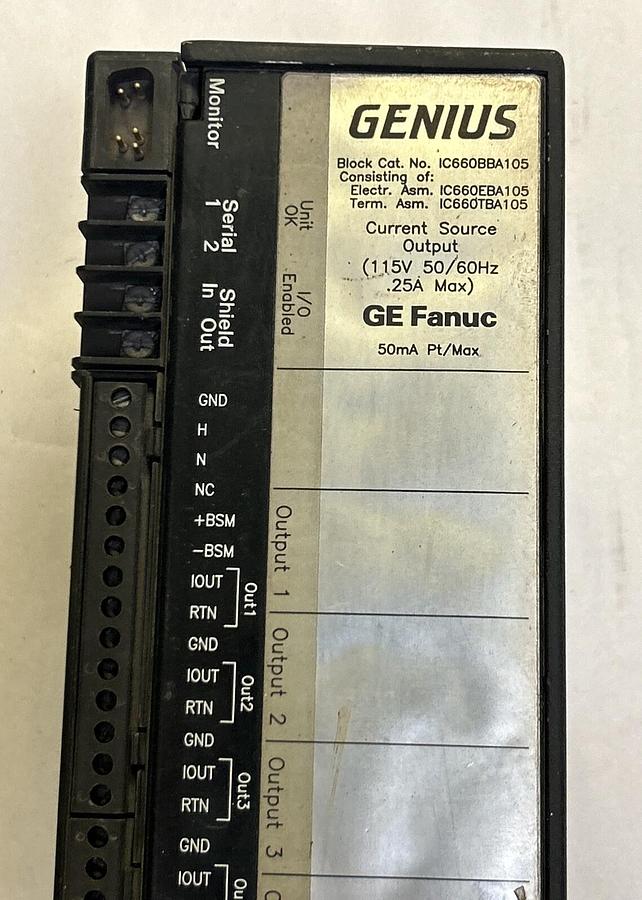 GENIUS
Block Cat. No. IC660BBA105
Consisting of:
Electr. Asm. IC660EBA105
Term. Asm. IC660TBA105
Current Source
Output
(115V 50/60Hz
.25A Max)
GE Fanuc
50mA Pt/Max
Monitor
Serial
1 2
Shield
In Out
Unit
OK
I/O
Enabled
GND
H
N
NC
+BSM
-BSM
IOUT
RTN
Out1
GND
IOUT
RTN
Out2
GND
IOUT
RTN
Out3
GND
IOUT
Output 1
Output 2
Output 3